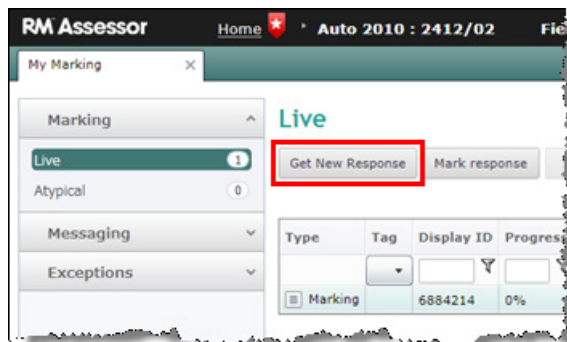 RM Assessor Home Auto 2010 : 2412/02
My Marking ×
Marking
Live 1
Atypical 0
Messaging
Exceptions
Live
Get New Response Mark response
Type Tag Display ID Progress
Marking 6884214 0%